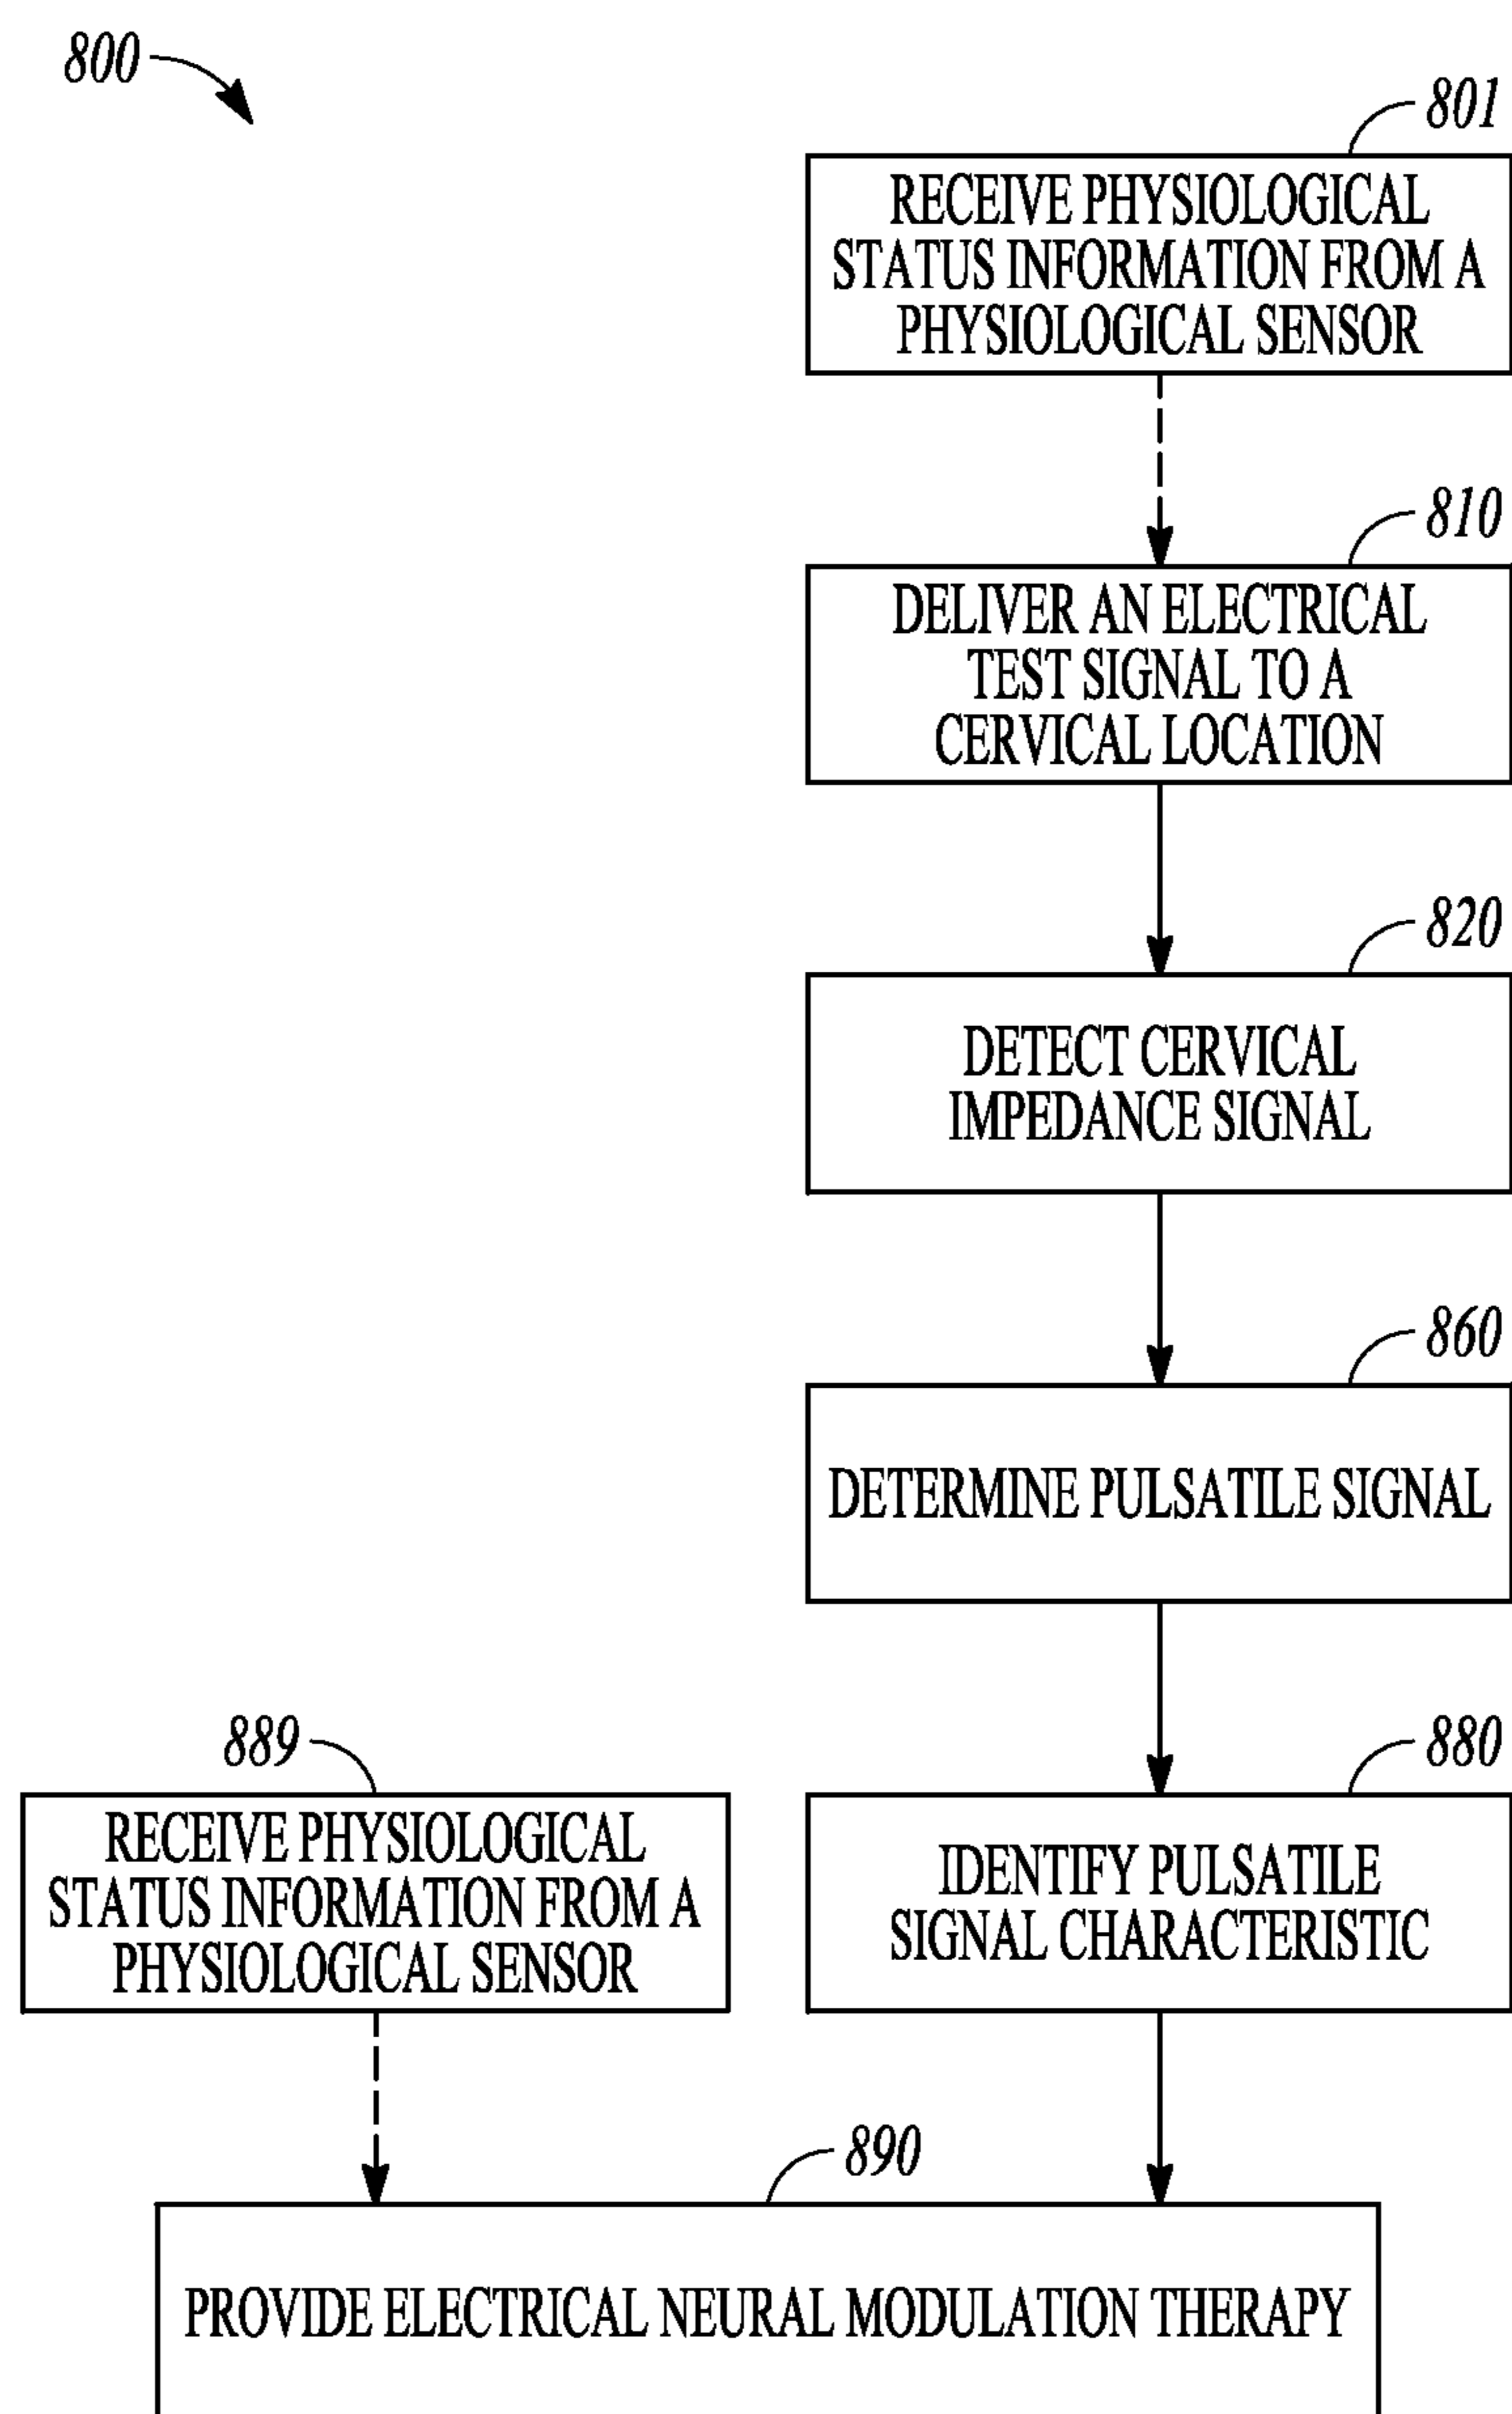 800
801
RECEIVE PHYSIOLOGICAL
STATUS INFORMATION FROM A
PHYSIOLOGICAL SENSOR
810
DELIVER AN ELECTRICAL
TEST SIGNAL TO A
CERVICAL LOCATION
820
DETECT CERVICAL
IMPEDANCE SIGNAL
860
DETERMINE PULSATILE SIGNAL
889
RECEIVE PHYSIOLOGICAL
STATUS INFORMATION FROM A
PHYSIOLOGICAL SENSOR
880
IDENTIFY PULSATILE
SIGNAL CHARACTERISTIC
890
PROVIDE ELECTRICAL NEURAL MODULATION THERAPY